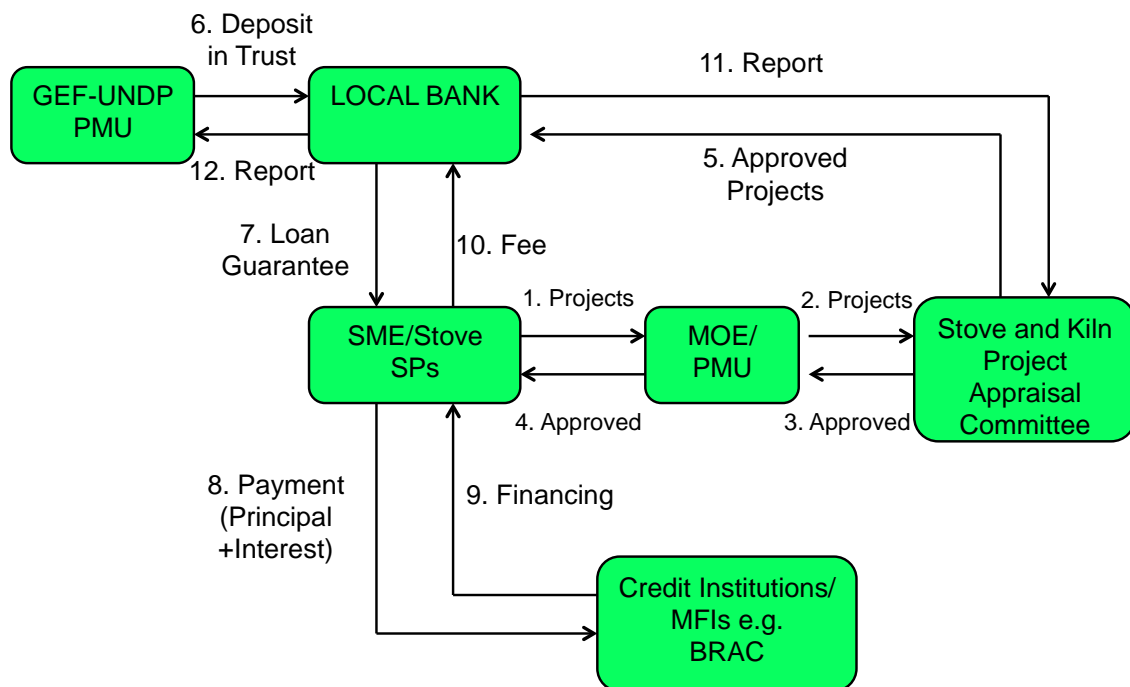 6. Deposit
in Trust
11. Report
GEF-UNDP
PMU
LOCAL BANK
12. Report
5. Approved
Projects
7. Loan
Guarantee
10. Fee
1. Projects
2. Projects
SME/Stove
SPs
MOE/
PMU
Stove and Kiln
Project
Appraisal
Committee
4. Approved
3. Approved
8. Payment
(Principal
+Interest)
9. Financing
Credit Institutions/
MFIs e.g.
BRAC